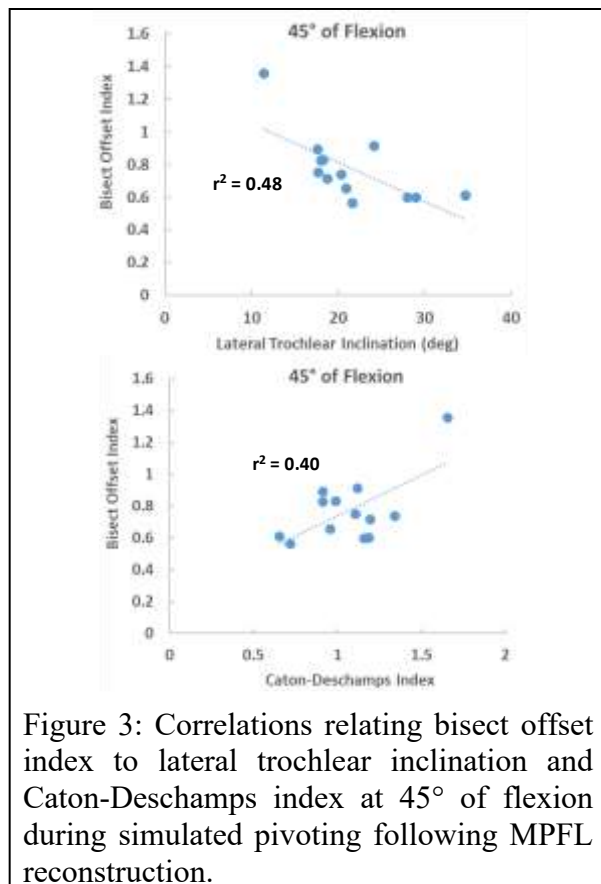 45° of Flexion
1.6
1.4
1.2
1
0.8
0.6
0.4
0.2
0
Bisect Offset Index
r² = 0.48
0 10 20 30 40
Lateral Trochlear Inclination (deg)
45° of Flexion
1.6
1.4
1.2
1
0.8
0.6
0.4
0.2
0
Bisect Offset Index
r² = 0.40
0 0.5 1 1.5 2
Caton-Deschamps Index
Figure 3: Correlations relating bisect offset
index to lateral trochlear inclination and
Caton-Deschamps index at 45° of flexion
during simulated pivoting following MPFL
reconstruction.